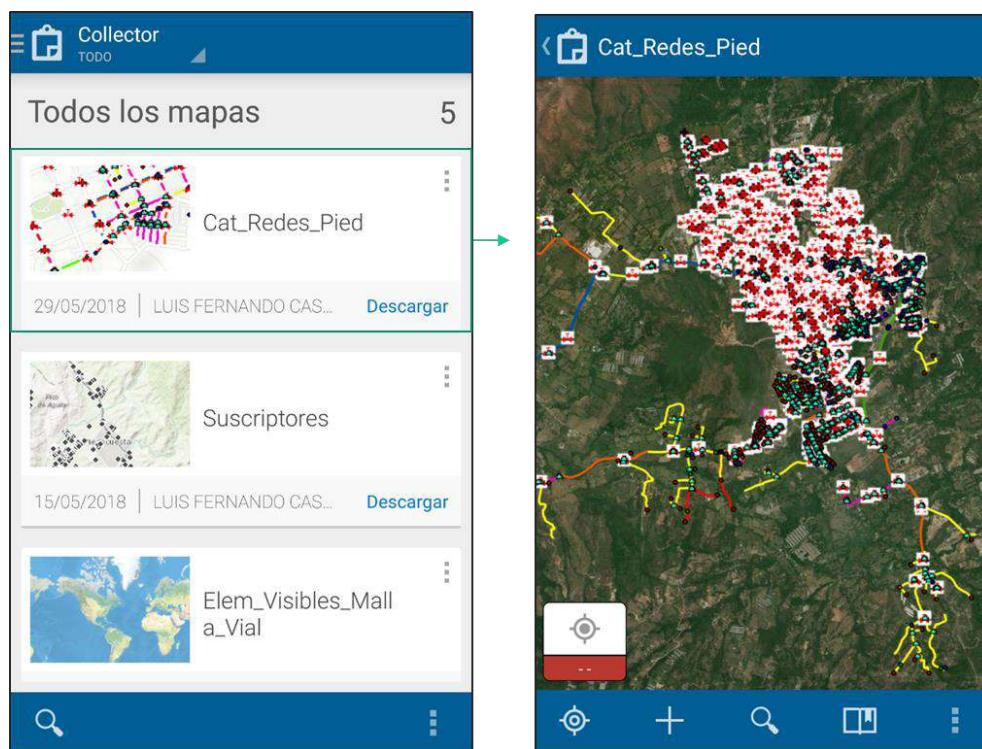 Collector
TODO
Todos los mapas 5
Cat_Redes_Pied
29/05/2018 | LUIS FERNANDO CAS... Descargar
Suscriptores
15/05/2018 | LUIS FERNANDO CAS... Descargar
Elem_Visibles_Mall
a_Vial
Cat_Redes_Pied
--